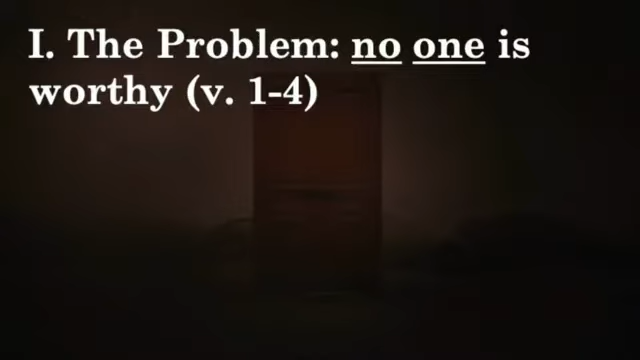 I. The Problem: no one is
worthy (v. 1-4)